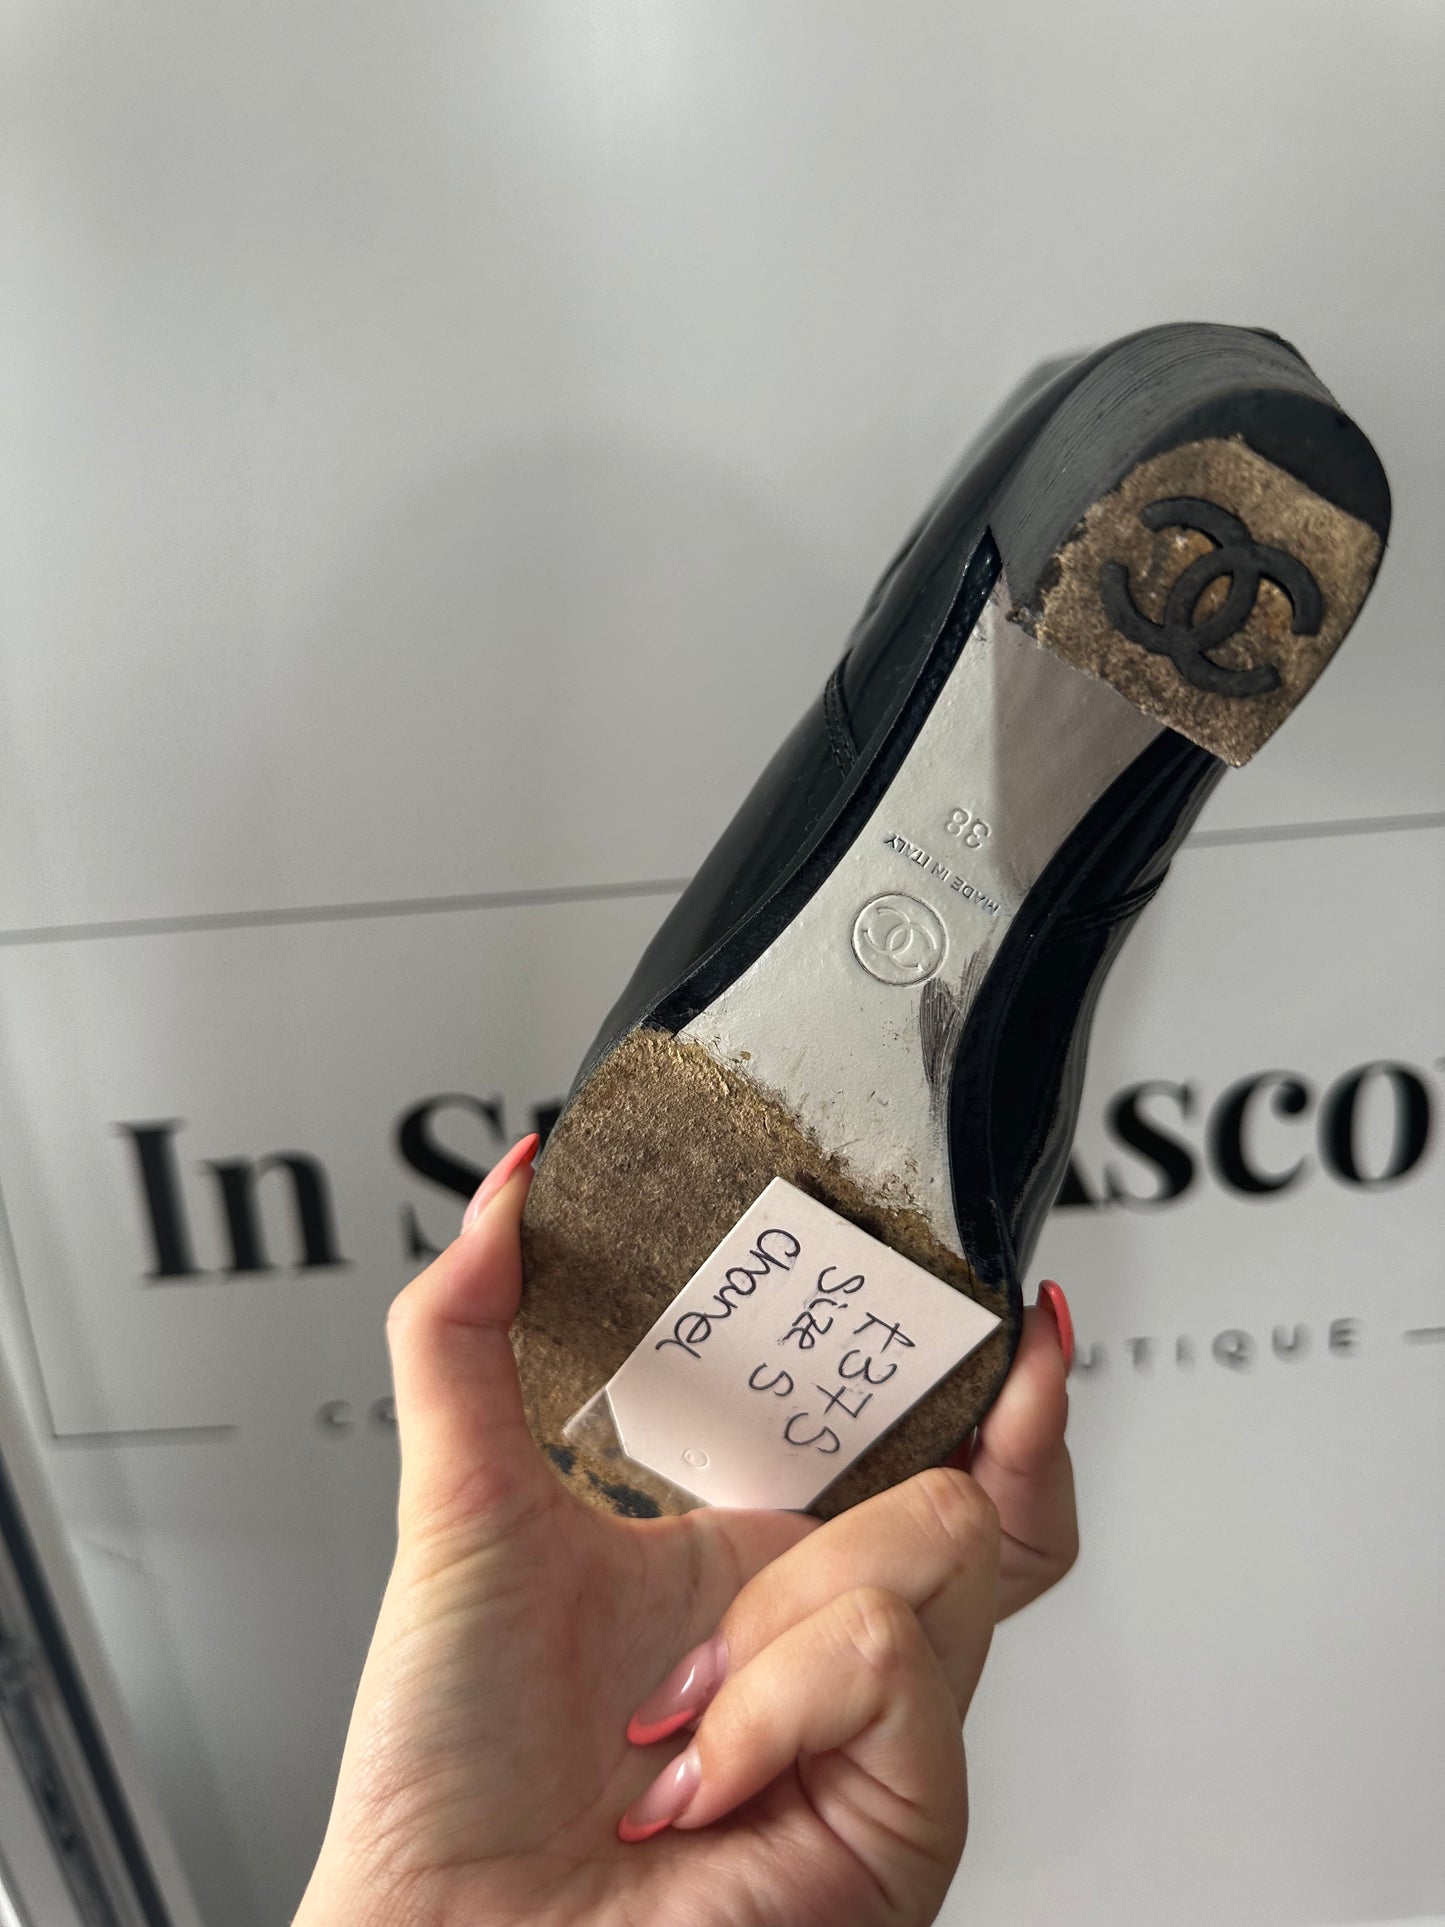 38
MADE IN ITALY
Chanel
Size 5
£375
In S
Asco
UTIQUE